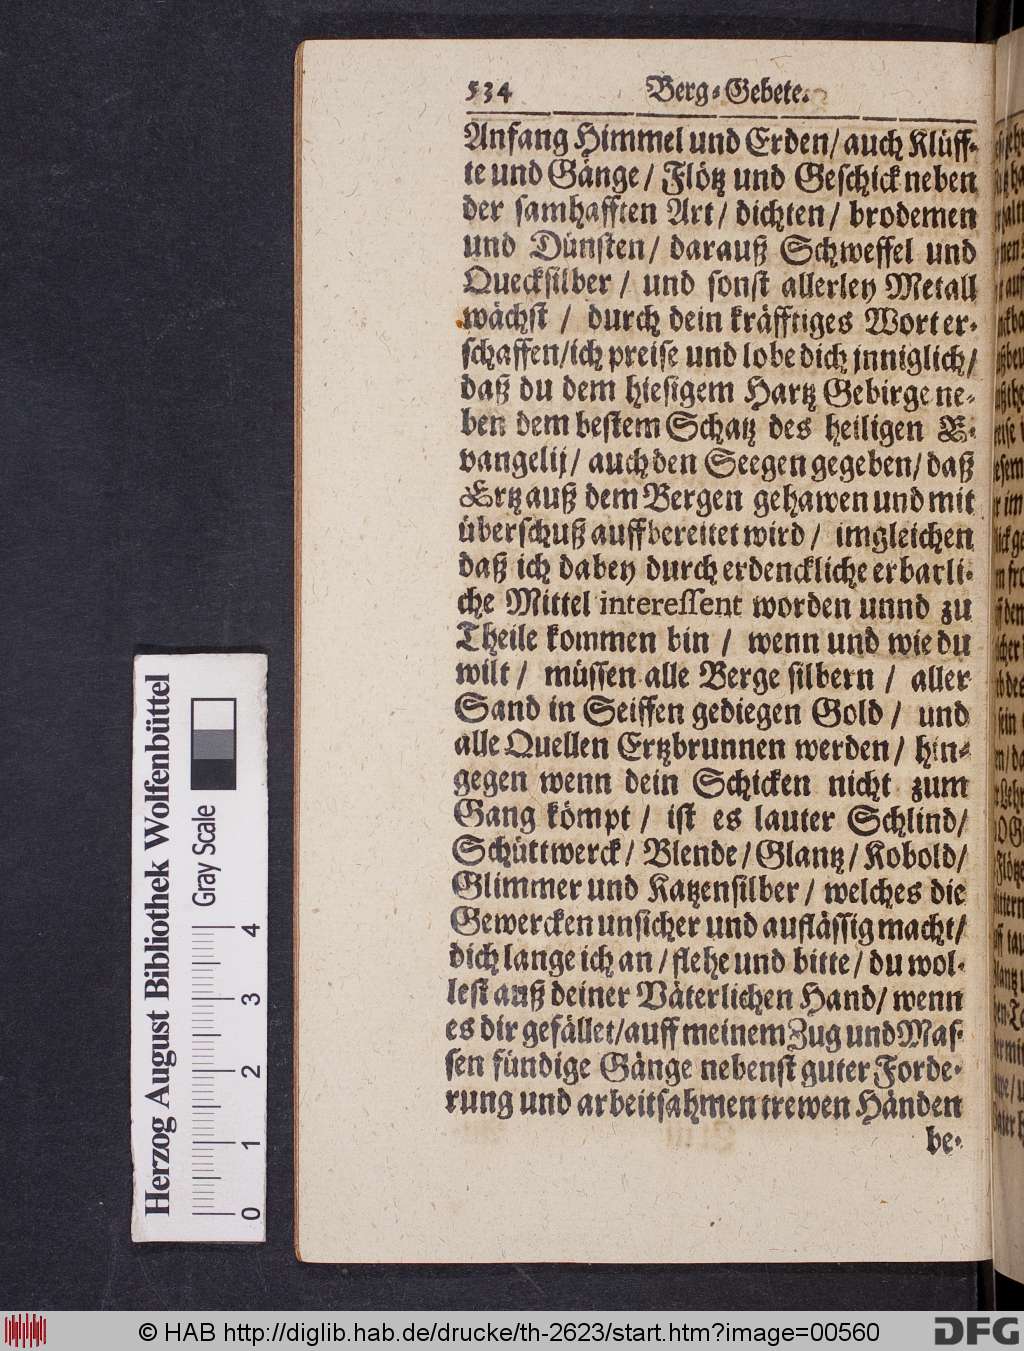 534 Berg-Gebete.
Anfang Himmel und Erden/ auch Klüff-
te und Gänge/ Flötz und Geschick neben
der samhafften Art/ dichten/ brodemen
und Dünsten/ darauß Schweffel und
Quecksilber/ und sonst allerley Metall
wächst/ durch dein kräfftiges Wort er-
schaffen/ ich preise und lobe dich inniglich/
daß du dem hiesigem Hartz Gebirge ne-
ben dem bestem Schatz des heiligen E-
vangelij/ auch den Seegen gegeben/ daß
Ertz auß dem Bergen gehawen und mit
überschuß auffbereitet wird/ imgleichen
daß ich dabey durch erdenckliche erbarli-
che Mittel interessent worden unnd zu
Theile kommen bin/ wenn und wie du
wilt/ müssen alle Berge silbern/ aller
Sand in Seiffen gediegen Gold/ und
alle Quellen Ertzbrunnen werden/ hin-
gegen wenn dein Schicken nicht zum
Gang kömpt/ ist es lauter Schlind/
Schüttwerck/ Blende/ Glantz/ Kobold/
Glimmer und Katzensilber/ welches die
Gewercken unsicher und auflässig macht/
dich lange ich an/ flehe und bitte/ du wol-
lest auß deiner Väterlichen Hand/ wenn
es dir gefället/ auff meinem Zug und Mas-
sen fündige Gänge nebenst guter Forde-
rung und arbeitsahmen trewen Händen
be-
Herzog August Bibliothek Wolfenbüttel
Gray Scale
0 1 2 3 4
© HAB http://diglib.hab.de/drucke/th-2623/start.htm?image=00560
DFG